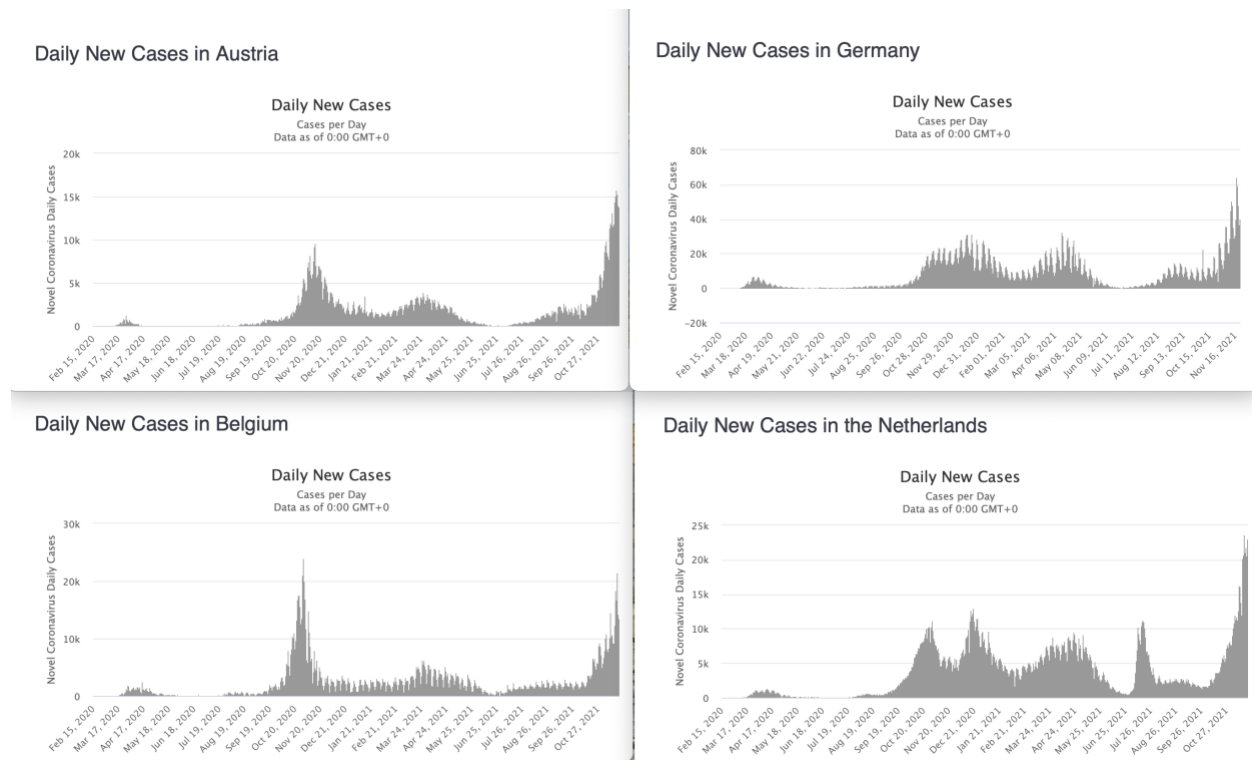 Daily New Cases in Austria
Daily New Cases
Cases per Day
Data as of 0:00 GMT+0
Novel Coronavirus Daily Cases
20k
15k
10k
5k
0
Feb 15, 2020
Mar 17, 2020
Apr 17, 2020
May 18, 2020
Jun 18, 2020
Jul 19, 2020
Aug 19, 2020
Sep 19, 2020
Oct 20, 2020
Nov 20, 2020
Dec 21, 2020
Jan 21, 2021
Feb 21, 2021
Mar 24, 2021
Apr 24, 2021
May 25, 2021
Jun 25, 2021
Jul 26, 2021
Aug 26, 2021
Sep 26, 2021
Oct 27, 2021
Daily New Cases in Germany
Daily New Cases
Cases per Day
Data as of 0:00 GMT+0
Novel Coronavirus Daily Cases
80k
60k
40k
20k
0
-20k
Feb 15, 2020
Mar 18, 2020
Apr 19, 2020
May 21, 2020
Jun 22, 2020
Jul 24, 2020
Aug 25, 2020
Sep 26, 2020
Oct 28, 2020
Nov 29, 2020
Dec 31, 2020
Feb 01, 2021
Mar 05, 2021
Apr 06, 2021
May 08, 2021
Jun 09, 2021
Jul 11, 2021
Aug 12, 2021
Sep 13, 2021
Oct 15, 2021
Nov 16, 2021
Daily New Cases in Belgium
Daily New Cases
Cases per Day
Data as of 0:00 GMT+0
Novel Coronavirus Daily Cases
30k
20k
10k
0
Feb 15, 2020
Mar 17, 2020
Apr 17, 2020
May 18, 2020
Jun 18, 2020
Jul 19, 2020
Aug 19, 2020
Sep 19, 2020
Oct 20, 2020
Nov 20, 2020
Dec 21, 2020
Jan 21, 2021
Feb 21, 2021
Mar 24, 2021
Apr 24, 2021
May 25, 2021
Jun 25, 2021
Jul 26, 2021
Aug 26, 2021
Sep 26, 2021
Oct 27, 2021
Daily New Cases in the Netherlands
Daily New Cases
Cases per Day
Data as of 0:00 GMT+0
Novel Coronavirus Daily Cases
25k
20k
15k
10k
5k
0
Feb 15, 2020
Mar 17, 2020
Apr 17, 2020
May 18, 2020
Jun 18, 2020
Jul 19, 2020
Aug 19, 2020
Sep 19, 2020
Oct 20, 2020
Nov 20, 2020
Dec 21, 2020
Jan 21, 2021
Feb 21, 2021
Mar 24, 2021
Apr 24, 2021
May 25, 2021
Jun 25, 2021
Jul 26, 2021
Aug 26, 2021
Sep 26, 2021
Oct 27, 2021